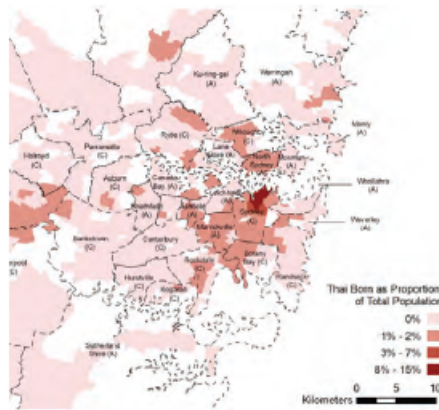 Ku-ring-gai
(A)
Warringah
(A)
Ryde (C)
Willoughby
(C)
Lane
Cove (A)
North
Sydney
(A)
Mosman
(A)
Manly
(A)
Parramatta
(C)
Holroyd
(C)
Auburn
(C)
Canada
Bay (A)
Leichhardt
(A)
Woollahra
(A)
Sydney
(C)
Strathfield
(A)
Ashfield
(A)
Marrickville
(A)
Waverley
(A)
Bankstown
(C)
Canterbury
(C)
Botany
Bay (C)
Randwick
(C)
Rockdale
(C)
Hurstville
(C)
Kogarah
(C)
Sutherland
Shire (A)
(C)
Thai Born as Proportion
of Total Population
0%
1% - 2%
3% - 7%
8% - 15%
0 5 10
Kilometers